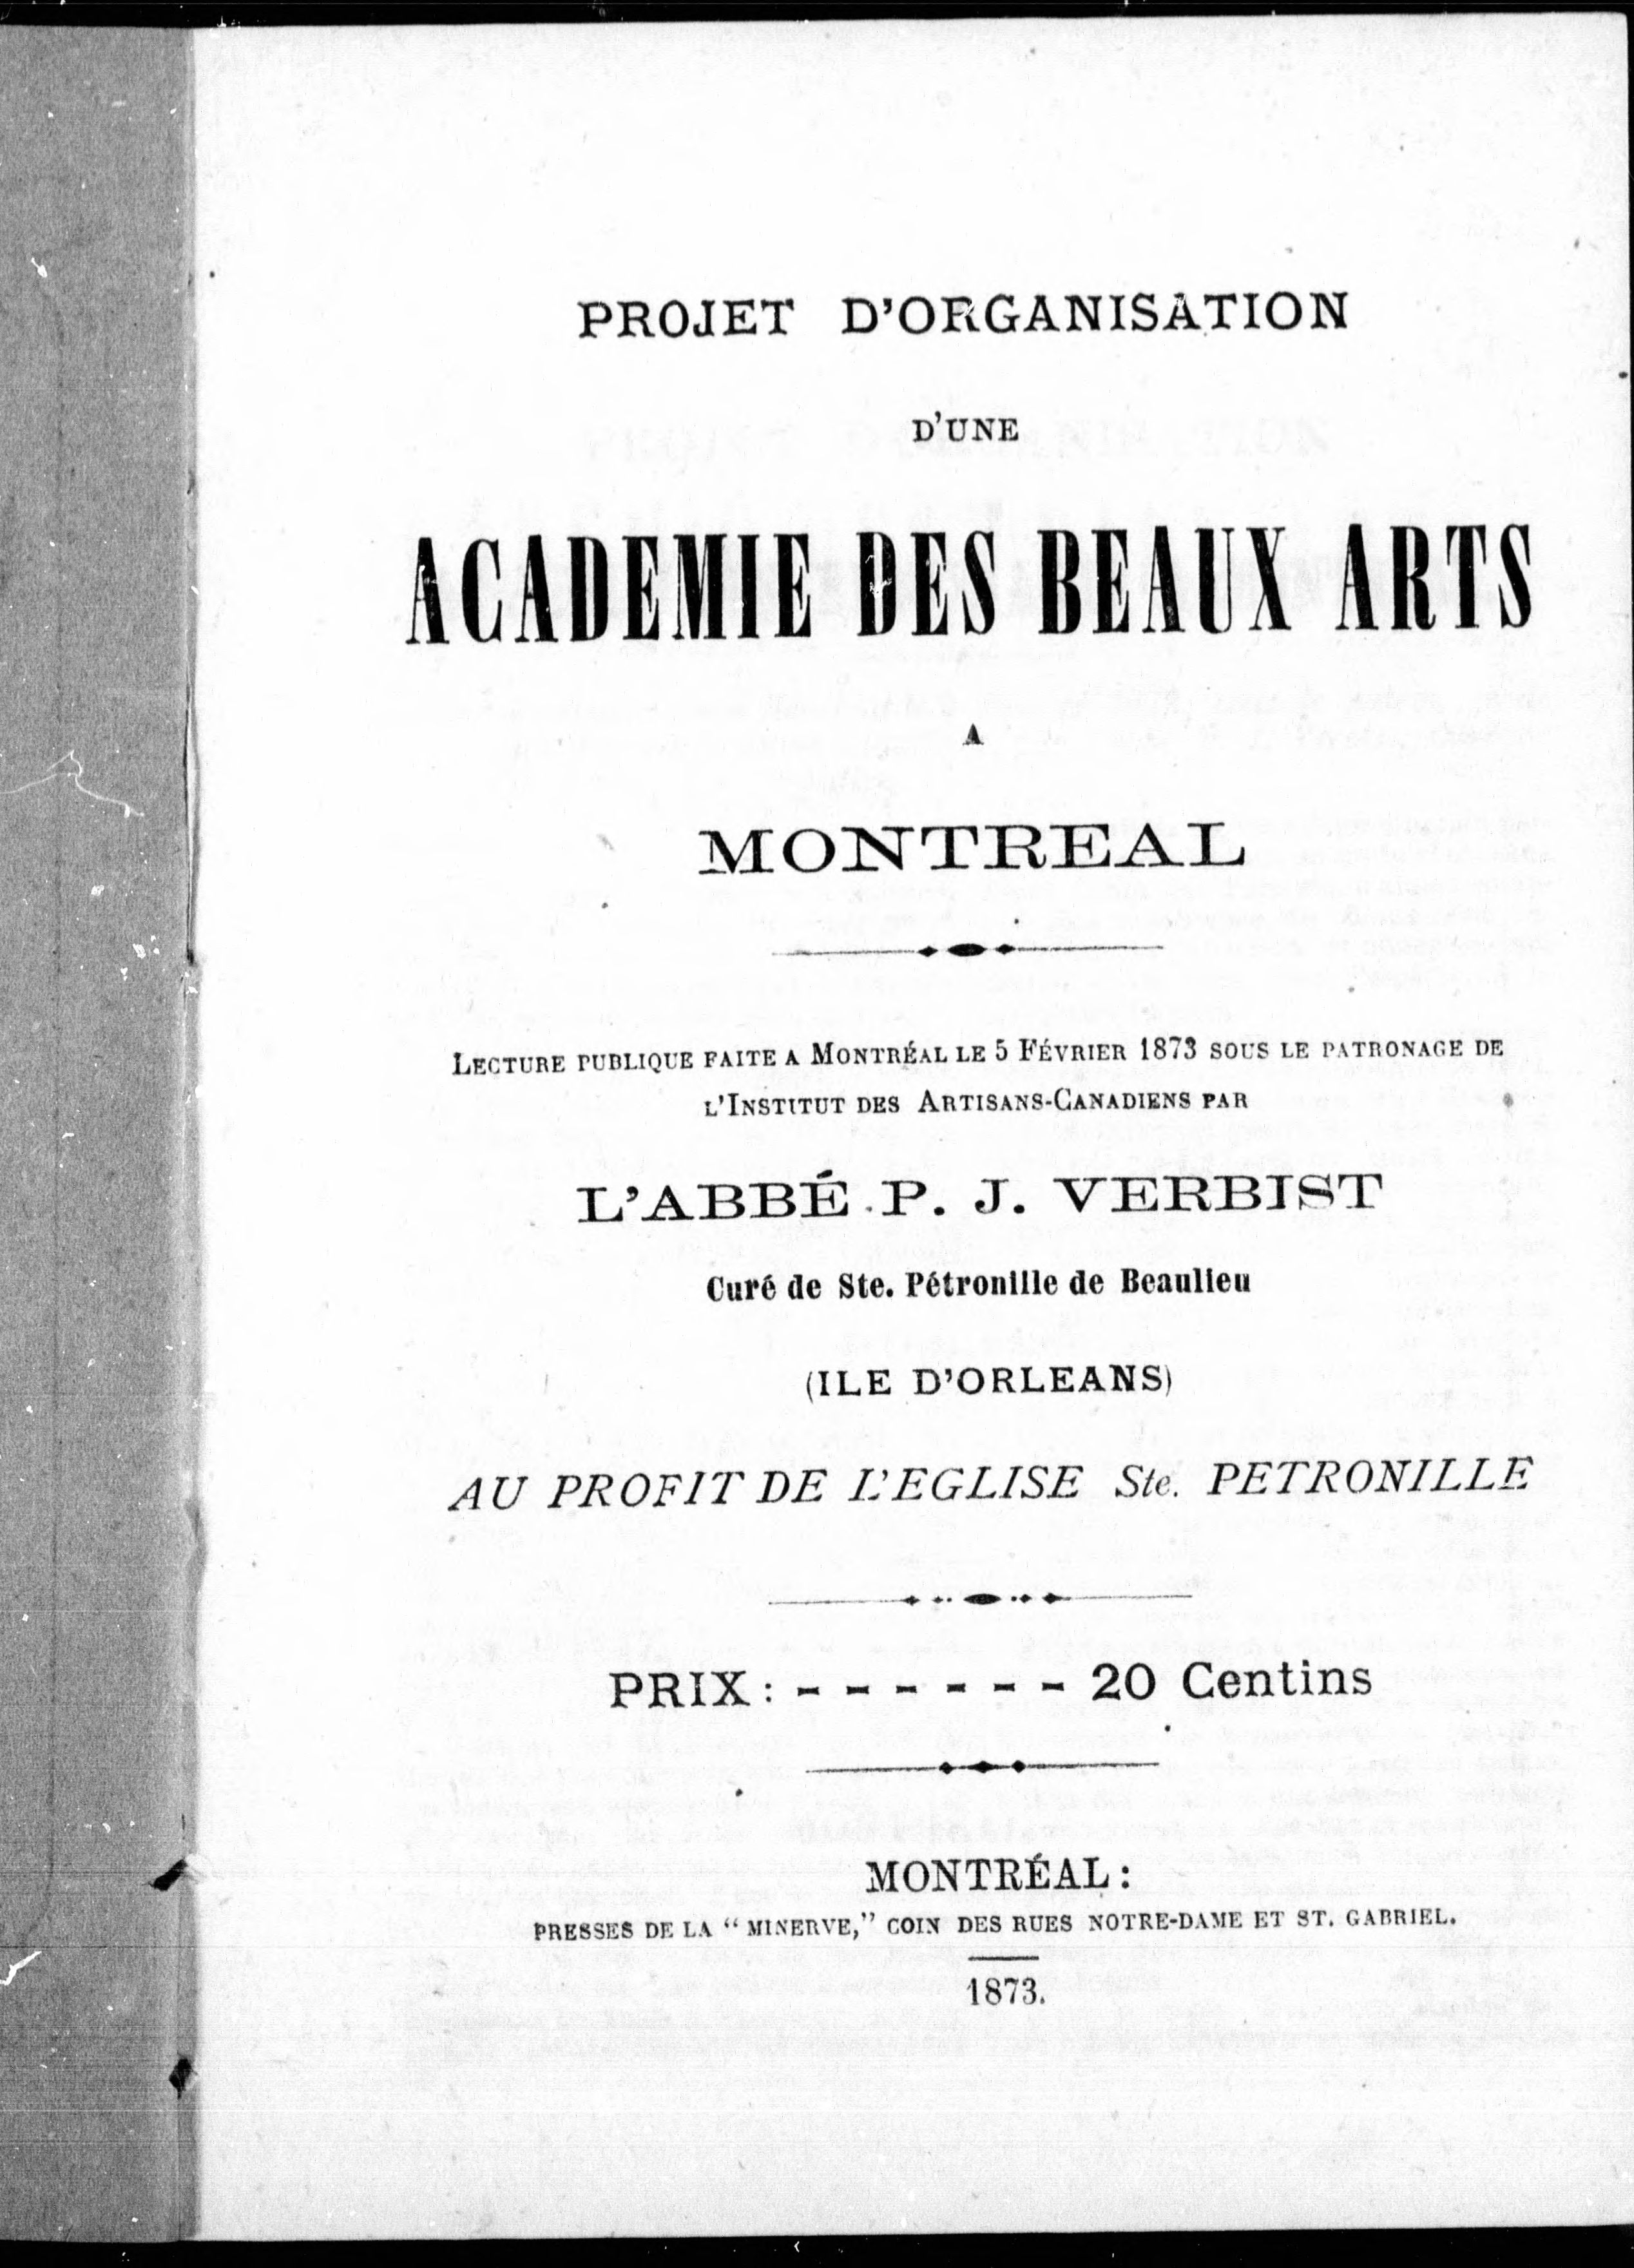 PROJET D'ORGANISATION
D'UNE
ACADEMIE DES BEAUX ARTS
A
MONTREAL
LECTURE PUBLIQUE FAITE A MONTRÉAL LE 5 FÉVRIER 1873 SOUS LE PATRONAGE DE
L'INSTITUT DES ARTISANS-CANADIENS PAR
L'ABBÉ P. J. VERBIST
Curé de Ste. Pétronille de Beaulieu
(ILE D'ORLEANS)
AU PROFIT DE L'EGLISE Ste. PETRONILLE
PRIX: - - - - - - 20 Centins
MONTRÉAL:
PRESSES DE LA “ MINERVE,” COIN DES RUES NOTRE-DAME ET ST. GABRIEL.
1873.